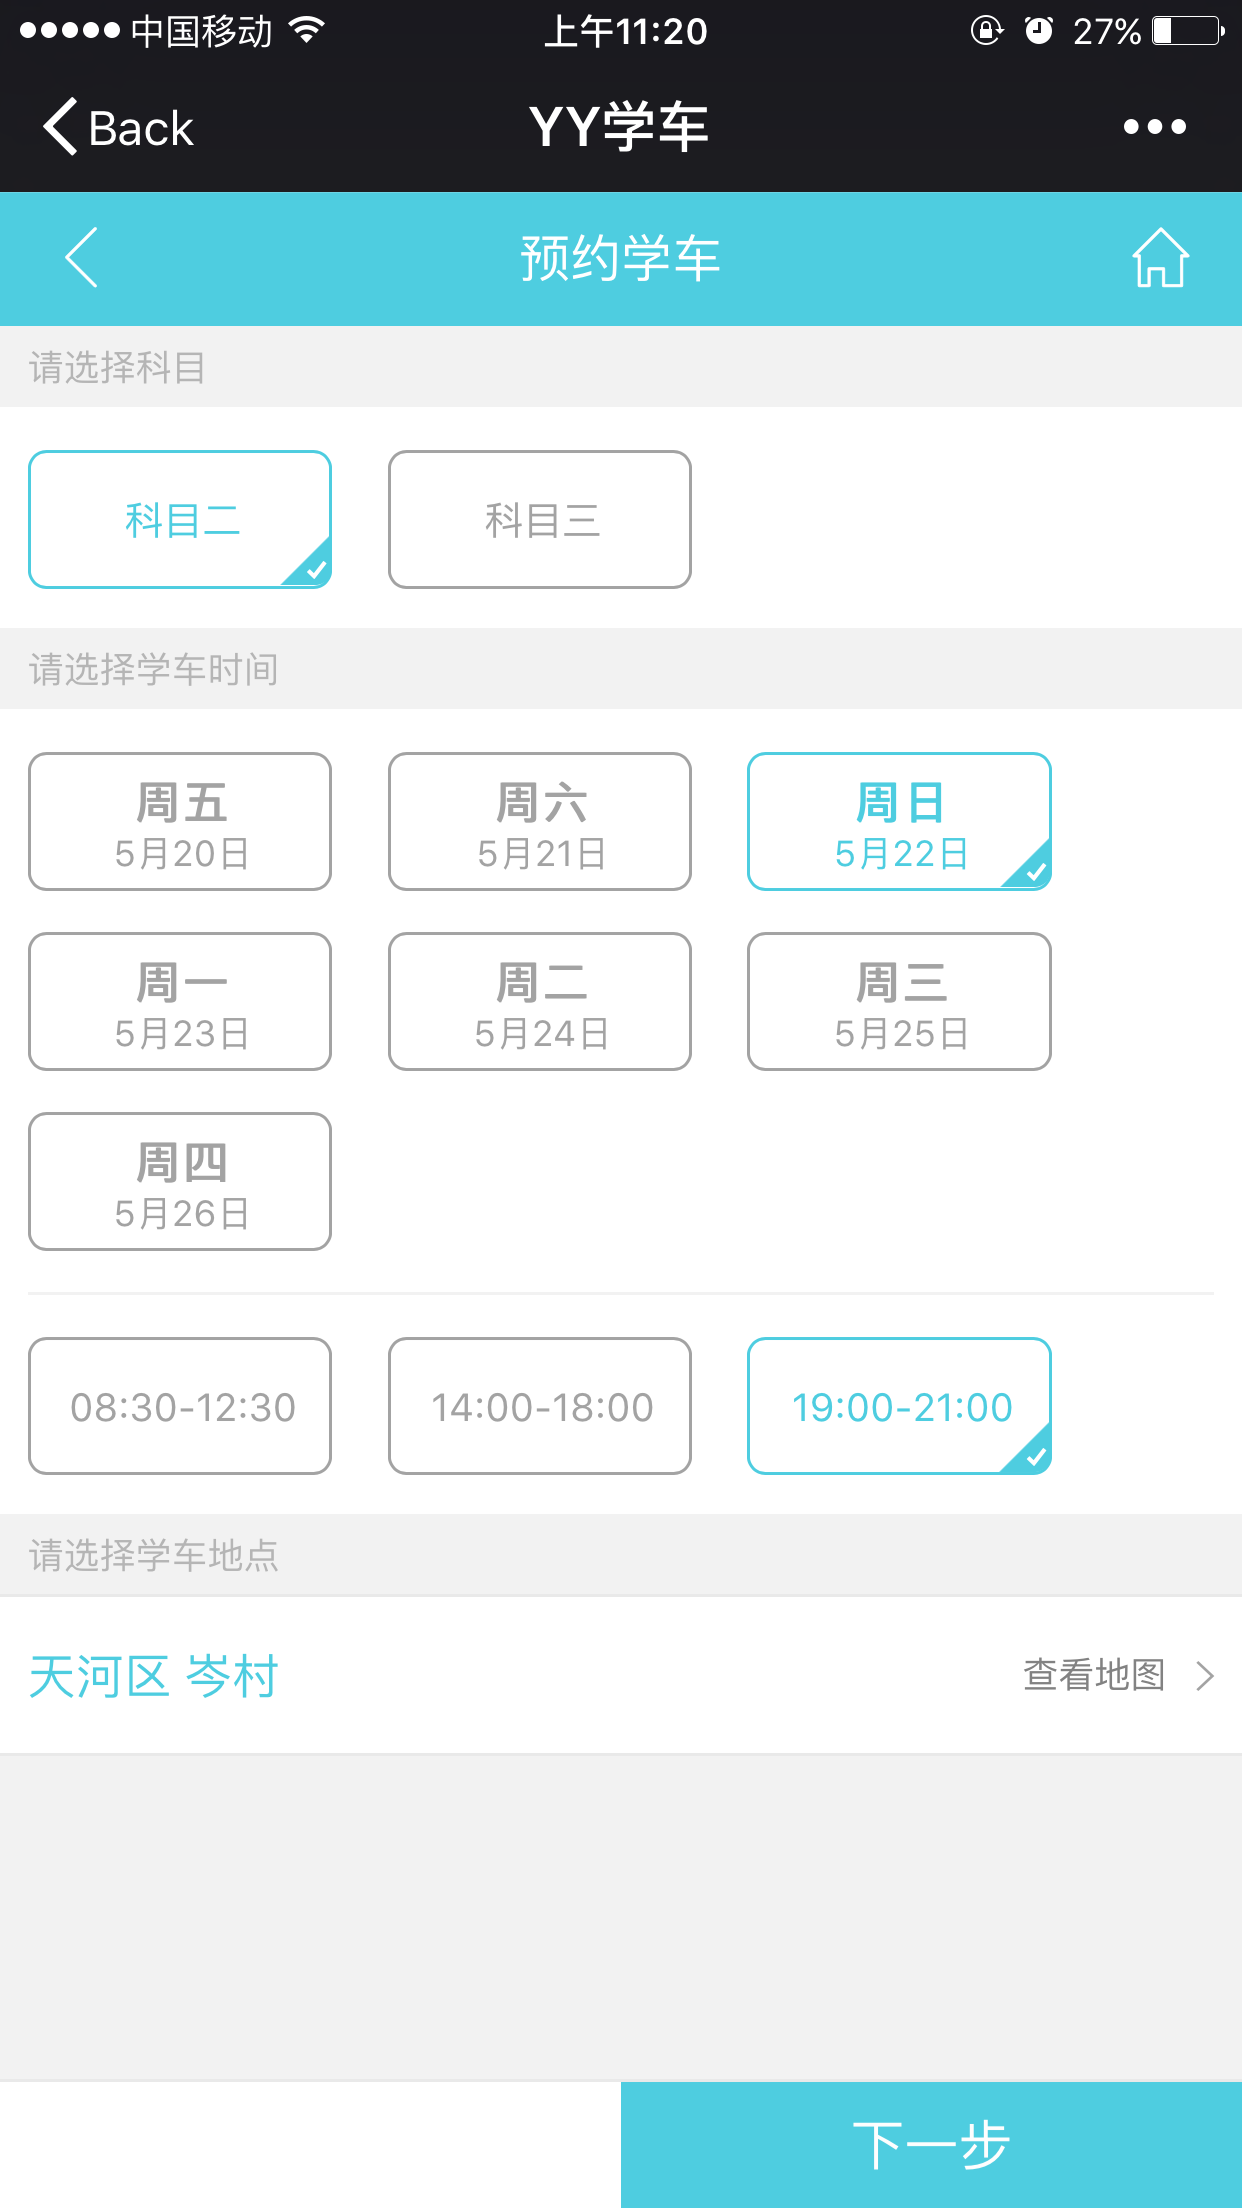 中国移动 上午11:20 27%
Back YY学车
预约学车
请选择科目
科目二 科目三
请选择学车时间
周五 周六 周日
5月20日 5月21日 5月22日
周一 周二 周三
5月23日 5月24日 5月25日
周四
5月26日
08:30-12:30 14:00-18:00 19:00-21:00
请选择学车地点
天河区 岑村 查看地图
下一步